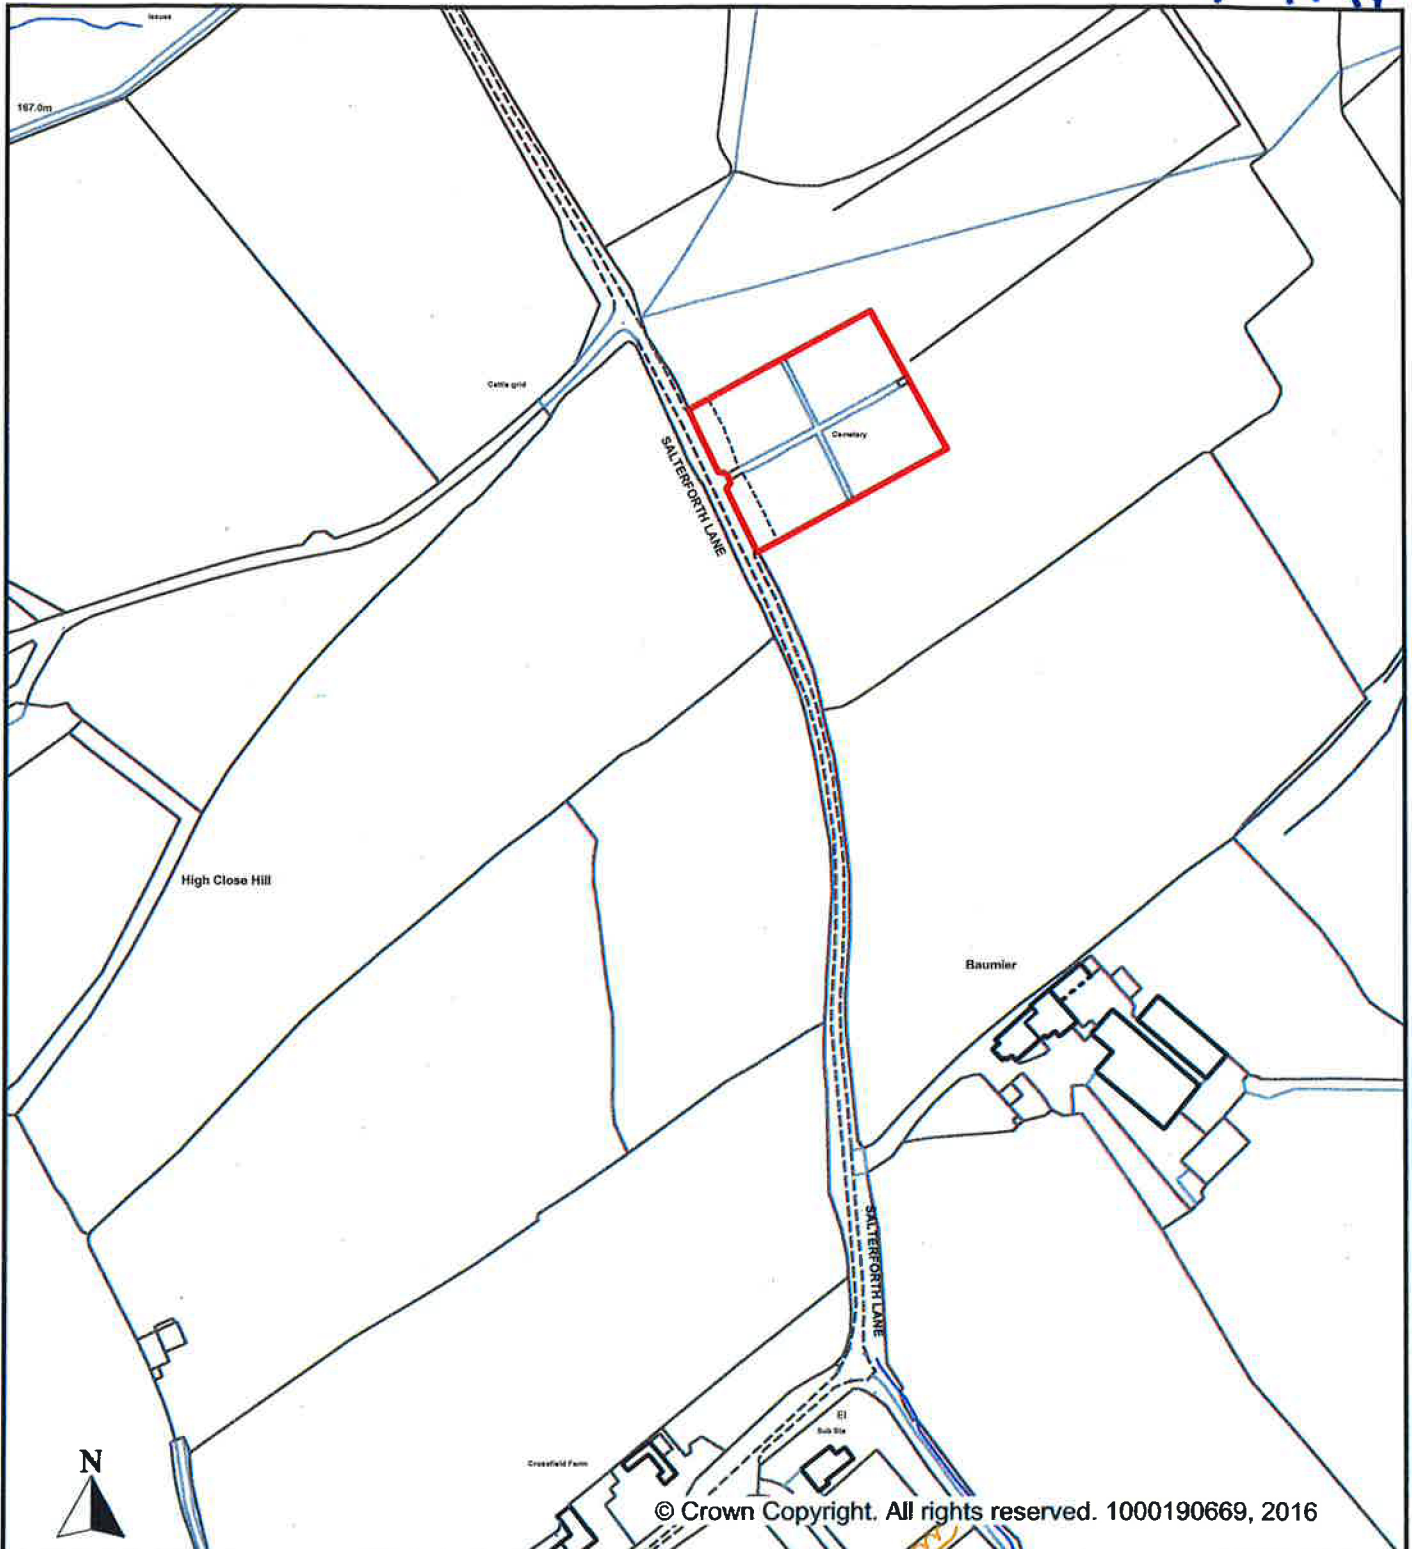 Issues
167.0m
Cattle grid
Cemetery
SALTERFORTH LANE
High Close Hill
Baumier
SALTERFORTH LANE
El
Sub Sta
Crossfield Farm
N
© Crown Copyright. All rights reserved. 1000190669, 2016